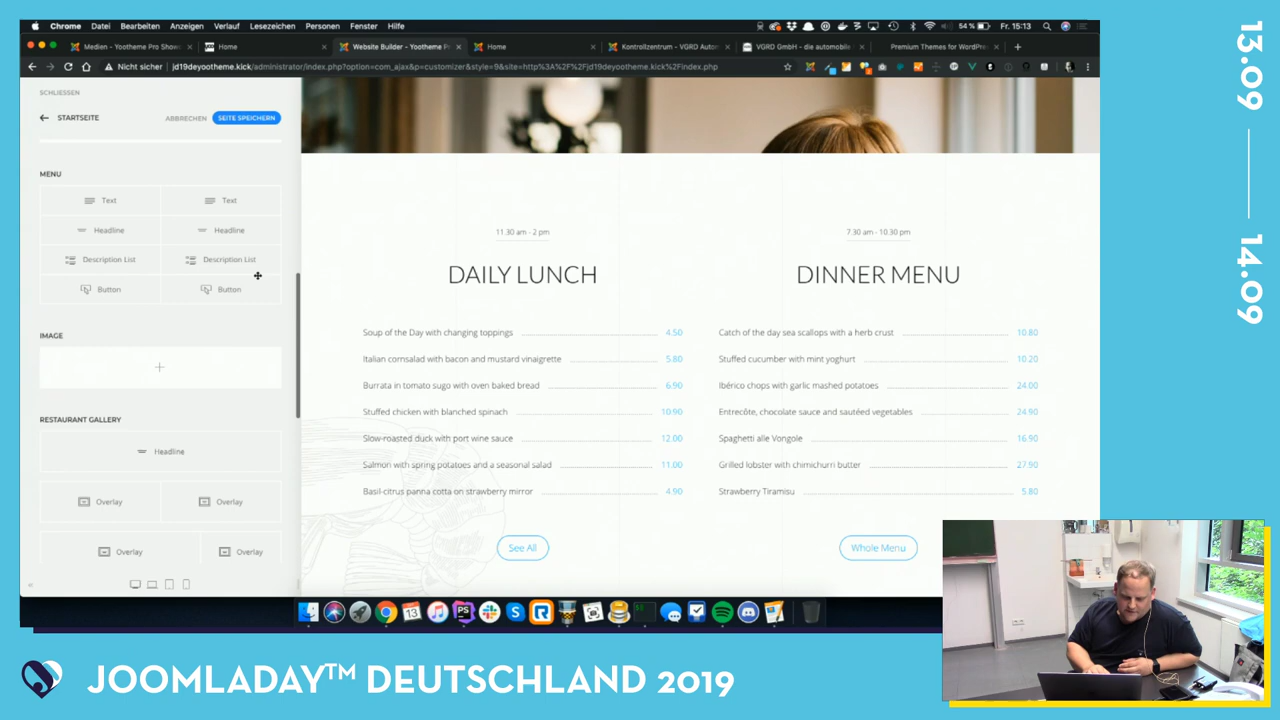 Chrome Datei Bearbeiten Anzeigen Verlauf Lesezeichen Personen Fenster Hilfe
54 % Fr. 15:13
Medien - Yootheme Pro Show
Home
Website Builder - Yootheme P
Home
Kontrollzentrum - VGRD Autor
VGRD GmbH - die automobile
Premium Themes for WordPre
Nicht sicher | jd19deyootheme.kick/administrator/index.php?option=com_ajax&p=customizer&style=9&site=http%3A%2F%2Fjd19deyootheme.kick%2Findex.php
SCHLIESSEN
STARTSEITE
ABBRECHEN
SEITE SPEICHERN
MENU
Text Text
Headline Headline
Description List Description List
Button Button
IMAGE
RESTAURANT GALLERY
Headline
Overlay Overlay
Overlay Overlay
11.30 am - 2 pm
DAILY LUNCH
Soup of the Day with changing toppings 4.50
Italian cornsalad with bacon and mustard vinaigrette 5.80
Burrata in tomato sugo with oven baked bread 6.90
Stuffed chicken with blanched spinach 10.90
Slow-roasted duck with port wine sauce 12.00
Salmon with spring potatoes and a seasonal salad 11.00
Basil-citrus panna cotta on strawberry mirror 4.90
See All
7.30 am - 10.30 pm
DINNER MENU
Catch of the day sea scallops with a herb crust 10.80
Stuffed cucumber with mint yoghurt 10.20
Ibérico chops with garlic mashed potatoes 24.00
Entrecôte, chocolate sauce and sautéed vegetables 24.90
Spaghetti alle Vongole 16.90
Grilled lobster with chimichurri butter 27.90
Strawberry Tiramisu 5.80
Whole Menu
13.09
14.09
JOOMLADAY™ DEUTSCHLAND 2019